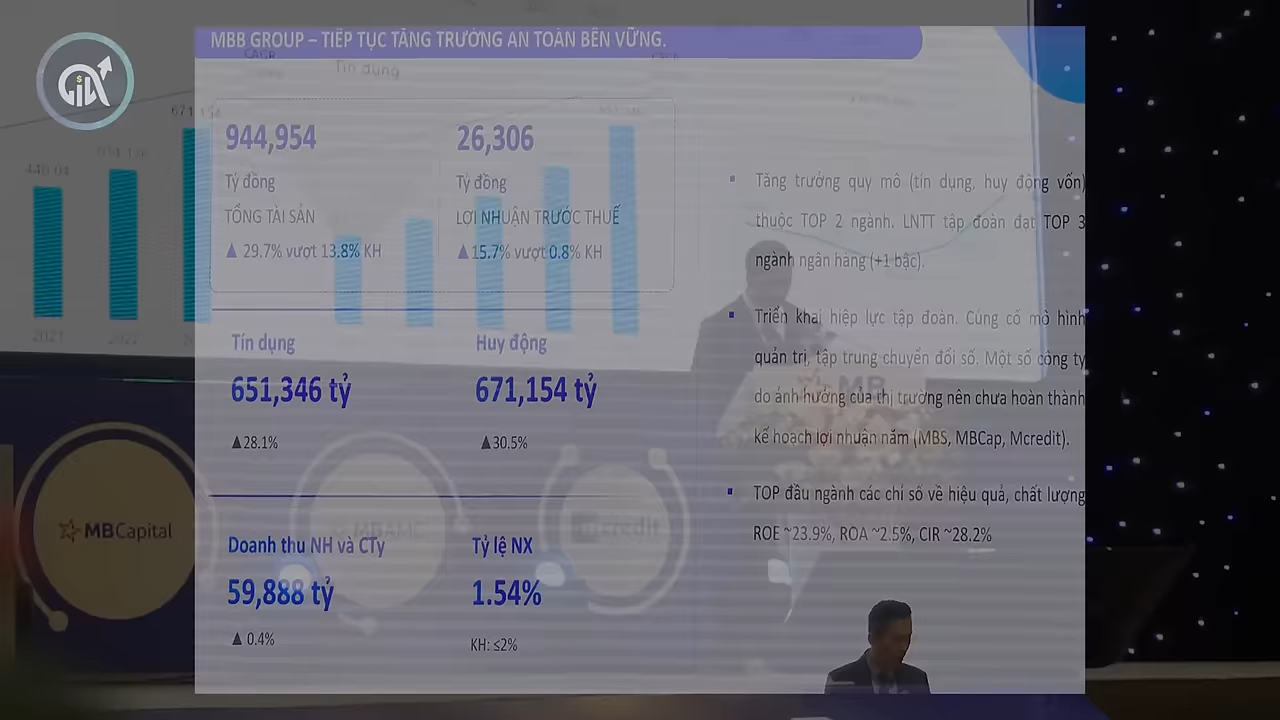 MBB GROUP – TIẾP TỤC TĂNG TRƯỞNG AN TOÀN BỀN VỮNG.
CAGR
Tín dụng
671,154
944,954
Tỷ đồng
TỔNG TÀI SẢN
▲ 29.7% vượt 13.8% KH
26,306
Tỷ đồng
LỢI NHUẬN TRƯỚC THUẾ
▲ 15.7% vượt 0.8% KH
Tín dụng
651,346 tỷ
▲28.1%
Huy động
671,154 tỷ
▲30.5%
Doanh thu NH và CTy
59,888 tỷ
▲ 0.4%
Tỷ lệ NX
1.54%
KH: ≤2%
▪ Tăng trưởng quy mô (tín dụng, huy động vốn)
thuộc TOP 2 ngành. LNTT tập đoàn đạt TOP 3
ngành ngân hàng (+1 bậc).
▪ Triển khai hiệp lực tập đoàn. Củng cố mô hình
quản trị, tập trung chuyển đổi số. Một số công ty
do ảnh hưởng của thị trường nên chưa hoàn thành
kế hoạch lợi nhuận năm (MBS, MBCap, Mcredit).
▪ TOP đầu ngành các chỉ số về hiệu quả, chất lượng
ROE ~23.9%, ROA ~2.5%, CIR ~28.2%
2021
2022
MB
MBCapital
MBAMC
mcredit